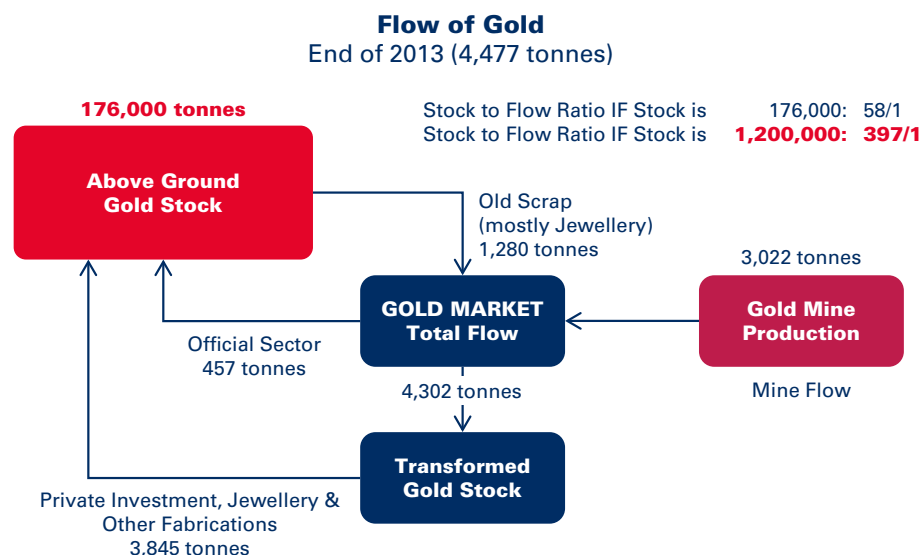 Flow of Gold
End of 2013 (4,477 tonnes)
176,000 tonnes
Stock to Flow Ratio IF Stock is 176,000: 58/1
Stock to Flow Ratio IF Stock is 1,200,000: 397/1
Above Ground
Gold Stock
Old Scrap
(mostly Jewellery)
1,280 tonnes
3,022 tonnes
GOLD MARKET
Total Flow
Gold Mine
Production
Official Sector
457 tonnes
4,302 tonnes
Mine Flow
Transformed
Gold Stock
Private Investment, Jewellery &
Other Fabrications
3,845 tonnes